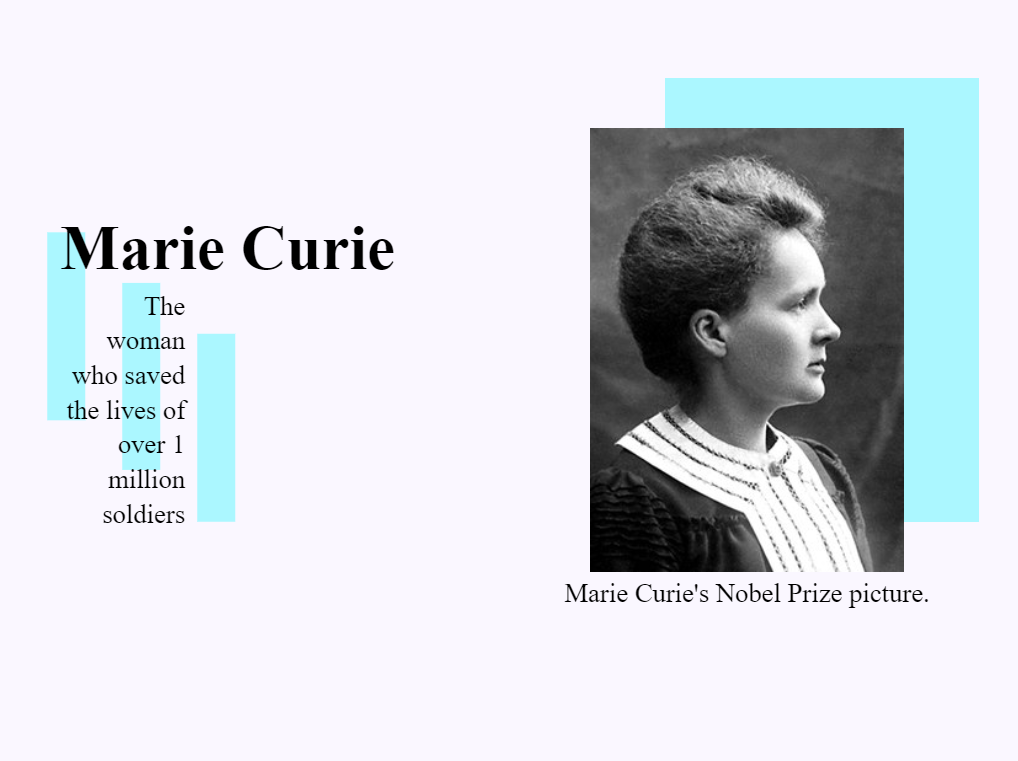 Marie Curie
The
woman
who saved
the lives of
over 1
million
soldiers
Marie Curie's Nobel Prize picture.